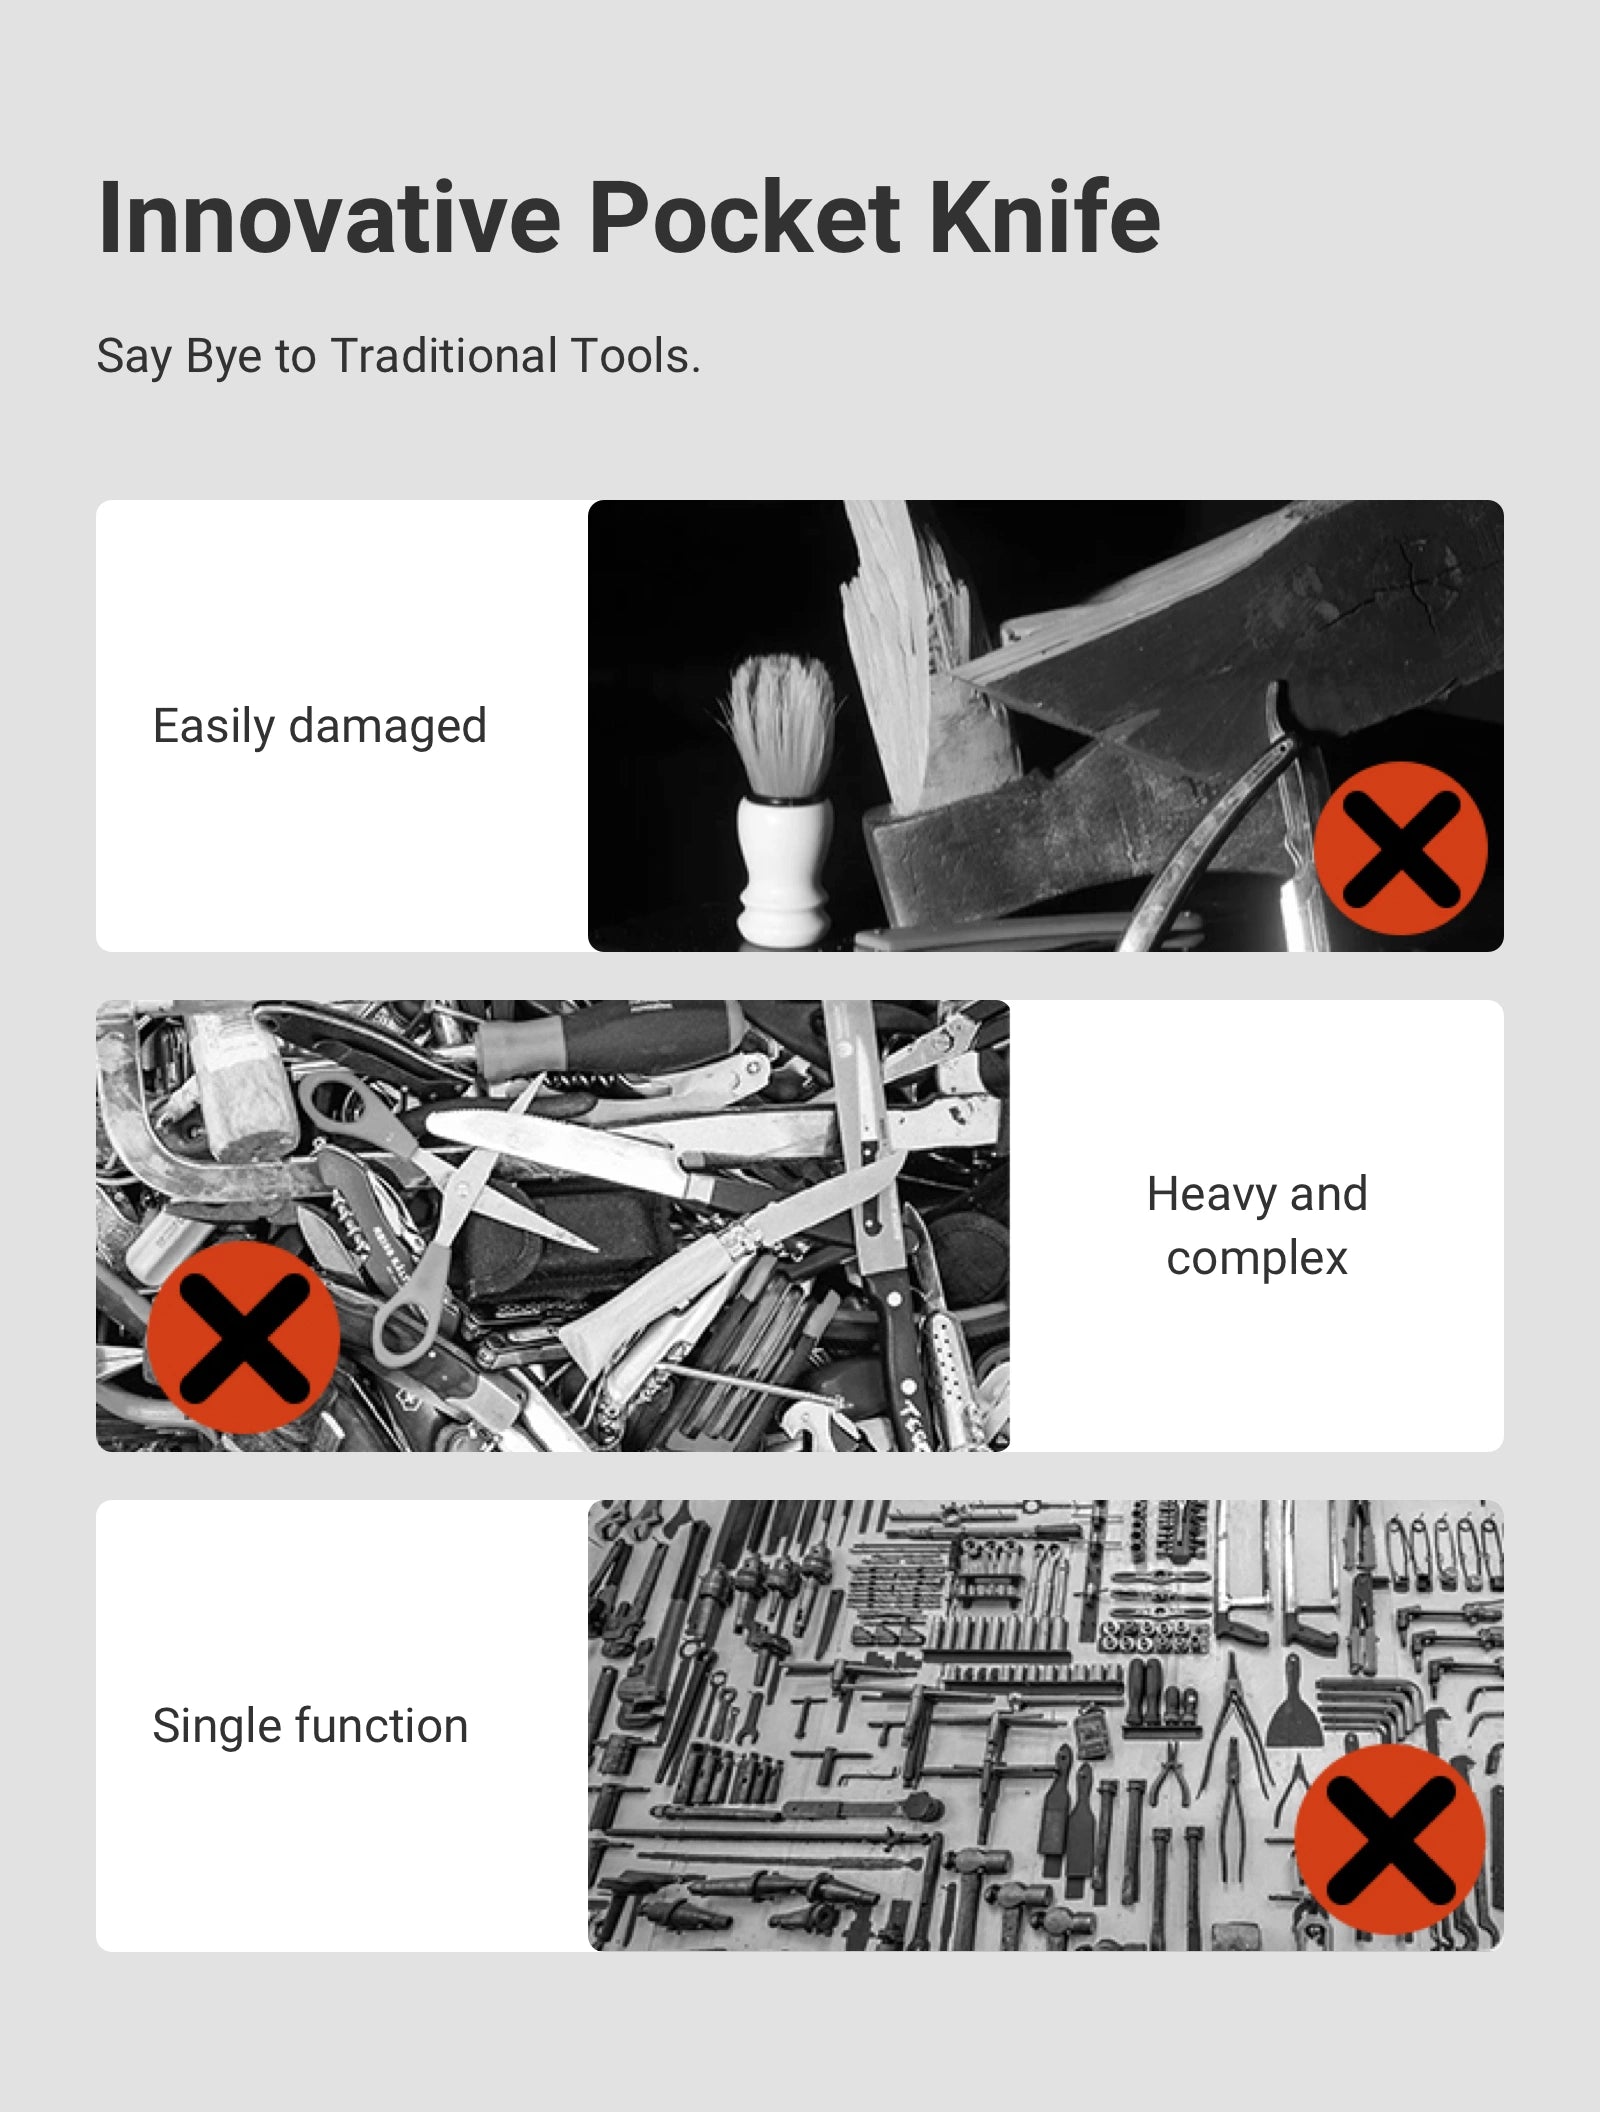 Innovative Pocket Knife
Say Bye to Traditional Tools.
Easily damaged
Heavy and
complex
Single function